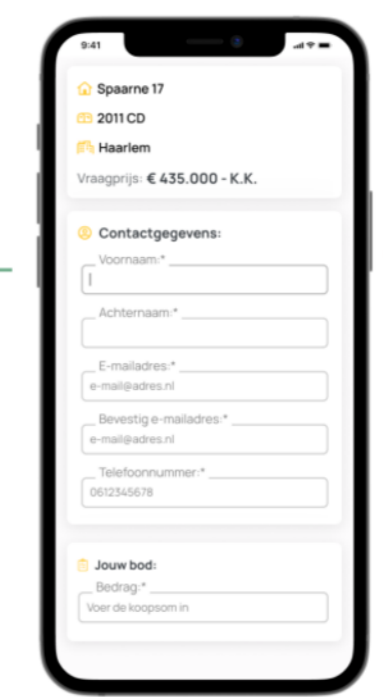 9:41
Spaarne 17
2011 CD
Haarlem
Vraagprijs: € 435.000 - K.K.
Contactgegevens:
Voornaam:*
Achternaam:*
E-mailadres:*
e-mail@adres.nl
Bevestig e-mailadres:*
e-mail@adres.nl
Telefoonnummer:*
0612345678
Jouw bod:
Bedrag:*
Voer de koopsom in